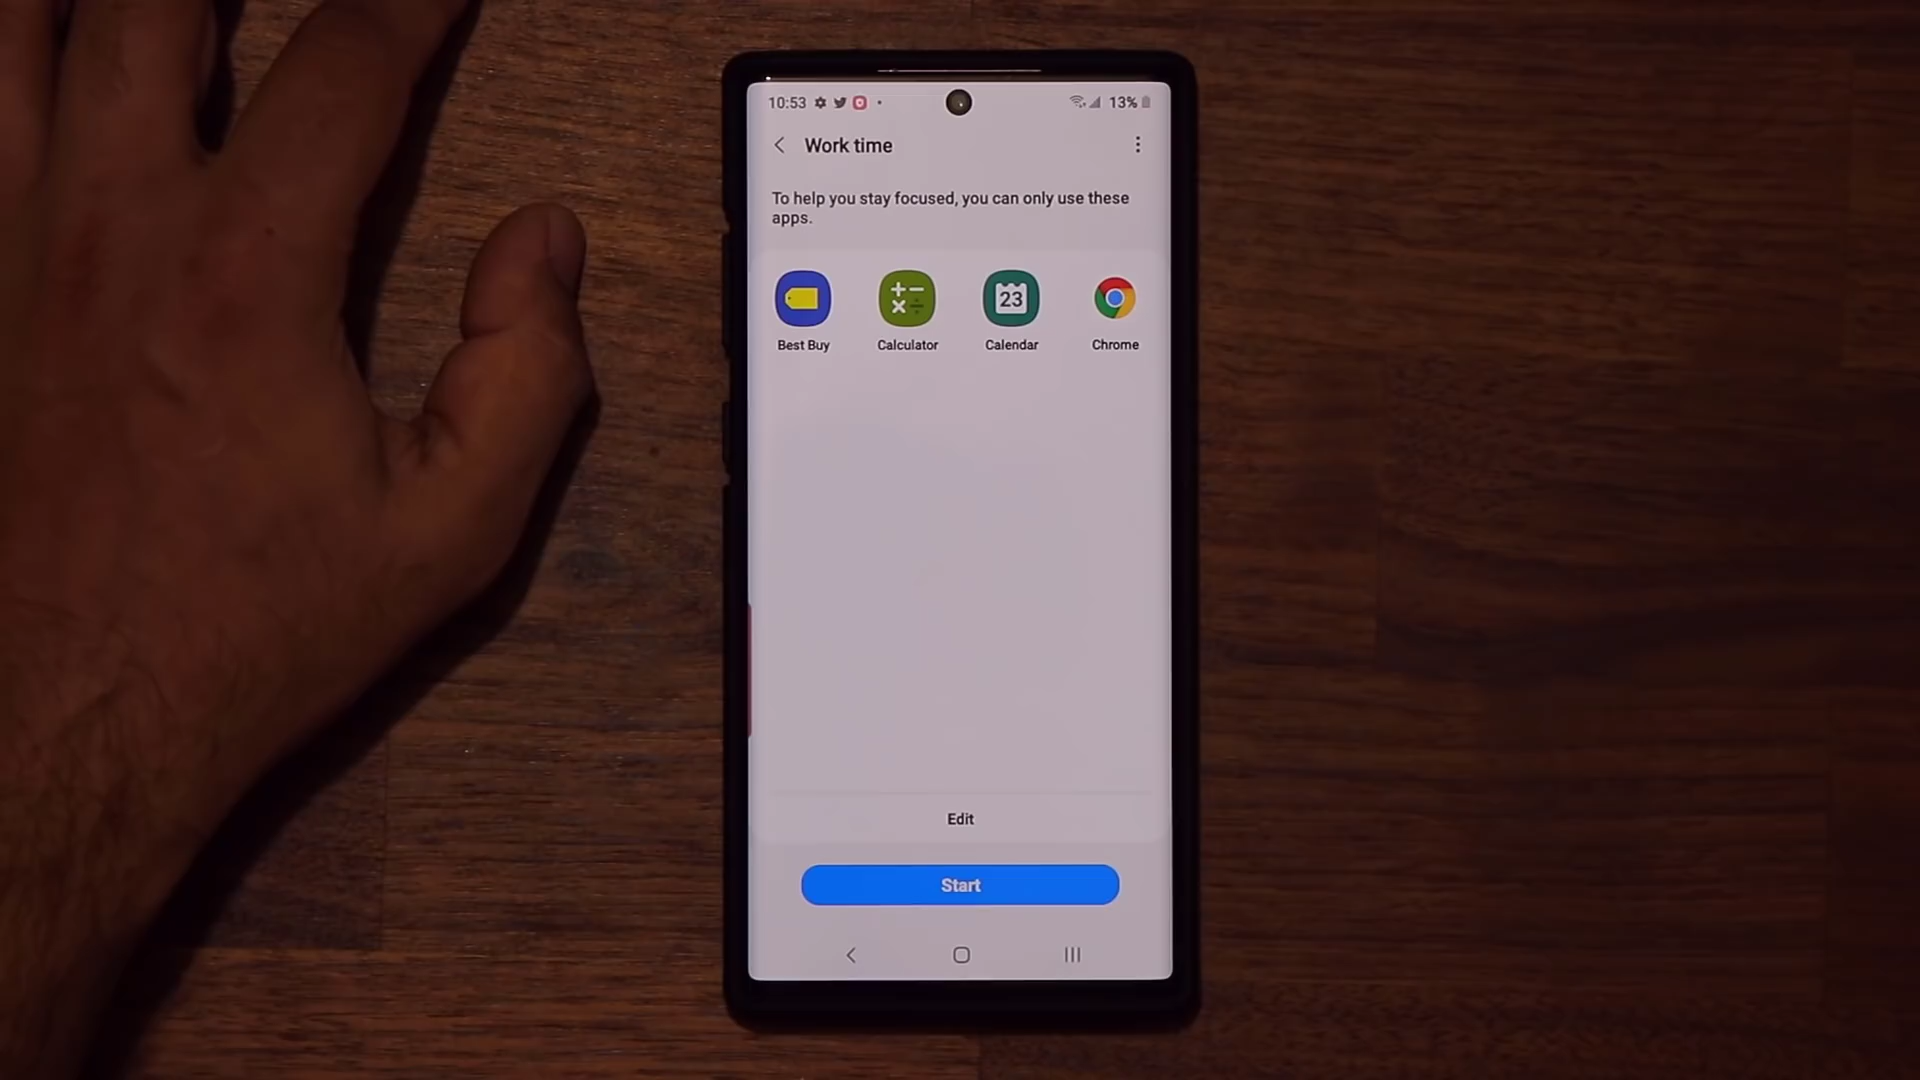 10:53 13%
Work time
To help you stay focused, you can only use these
apps.
23
Best Buy Calculator Calendar Chrome
Edit
Start